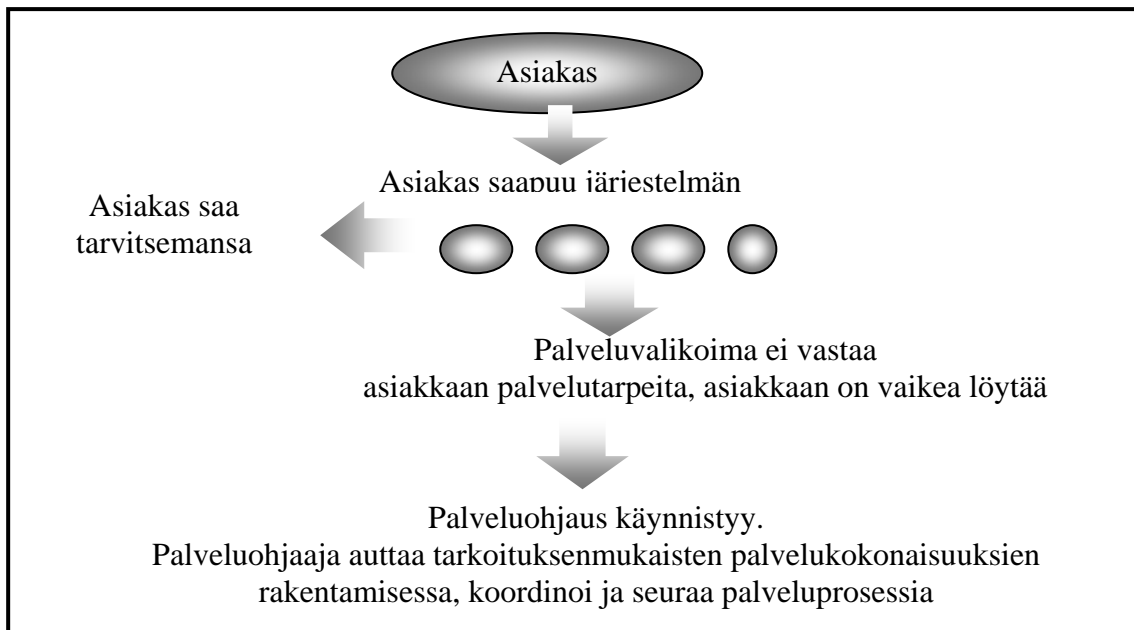 Asiakas
Asiakas saapuu järjestelmän
Asiakas saa
tarvitsemansa
Palveluvalikoima ei vastaa
asiakkaan palvelutarpeita, asiakkaan on vaikea löytää
Palveluohjaus käynnistyy.
Palveluohjaaja auttaa tarkoituksenmukaisten palvelukokonaisuuksien
rakentamisessa, koordinoi ja seuraa palveluprosessia